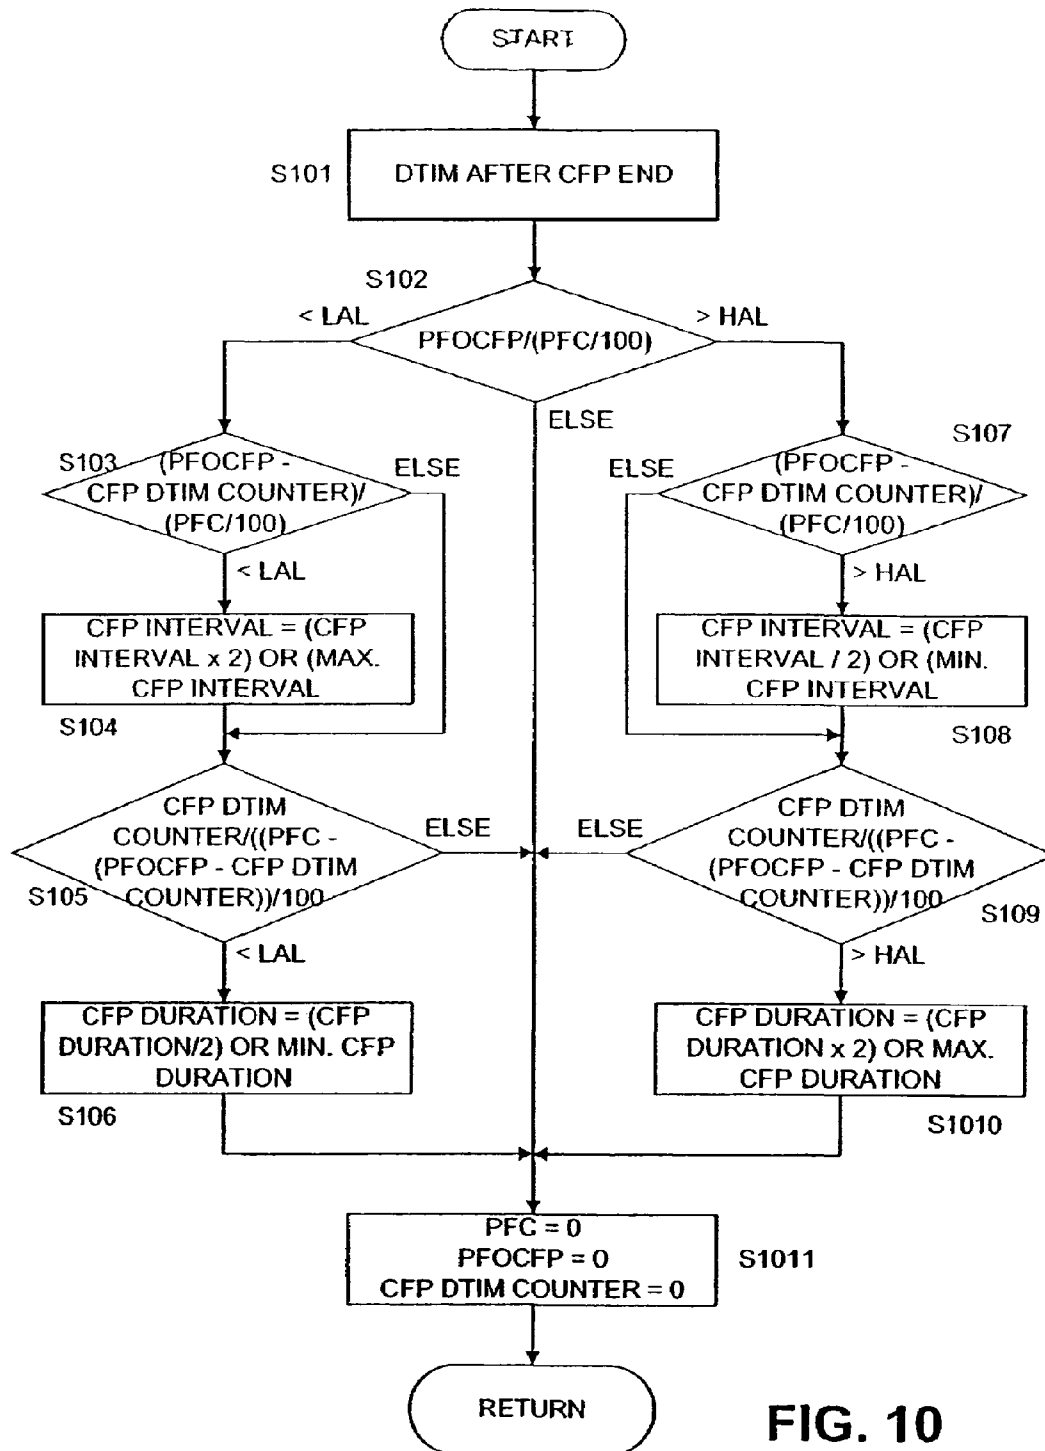 START
S101
DTIM AFTER CFP END
S102
< LAL
> HAL
PFOCFP/(PFC/100)
ELSE
S103
(PFOCFP -
CFP DTIM COUNTER)/
(PFC/100)
ELSE
< LAL
CFP INTERVAL = (CFP
INTERVAL x 2) OR (MAX.
CFP INTERVAL
S104
CFP DTIM
COUNTER/((PFC -
(PFOCFP - CFP DTIM
COUNTER))/100
ELSE
S105
< LAL
CFP DURATION = (CFP
DURATION/2) OR MIN. CFP
DURATION
S106
S107
ELSE
(PFOCFP -
CFP DTIM COUNTER)/
(PFC/100)
> HAL
CFP INTERVAL = (CFP
INTERVAL / 2) OR (MIN.
CFP INTERVAL
S108
ELSE
CFP DTIM
COUNTER/((PFC -
(PFOCFP - CFP DTIM
COUNTER))/100
S109
> HAL
CFP DURATION = (CFP
DURATION x 2) OR MAX.
CFP DURATION
S1010
PFC = 0
PFOCFP = 0
CFP DTIM COUNTER = 0
S1011
RETURN
FIG. 10